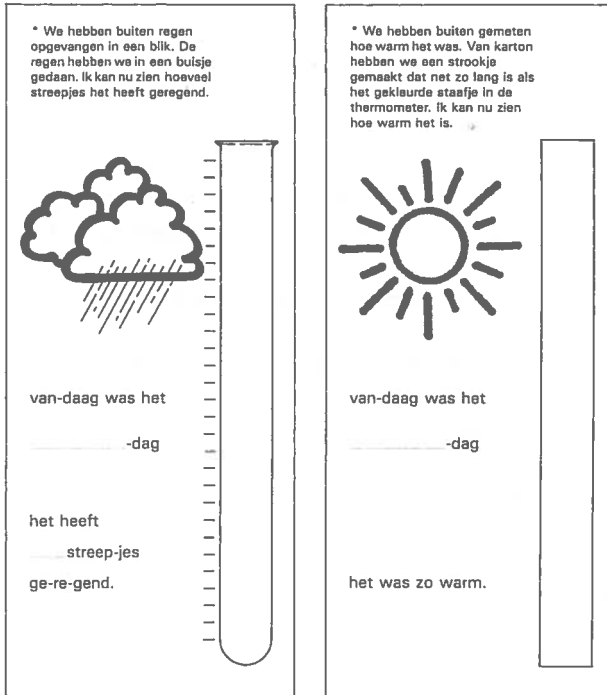 * We hebben buiten regen
opgevangen in een blik. De
regen hebben we in een buisje
gedaan. Ik kan nu zien hoeveel
streepjes het heeft geregend.
van-daag was het
-dag
het heeft
streep-jes
ge-re-gend.
* We hebben buiten gemeten
hoe warm het was. Van karton
hebben we een strookje
gemaakt dat net zo lang is als
het gekleurde staafje in de
thermometer. Ik kan nu zien
hoe warm het is.
van-daag was het
-dag
het was zo warm.